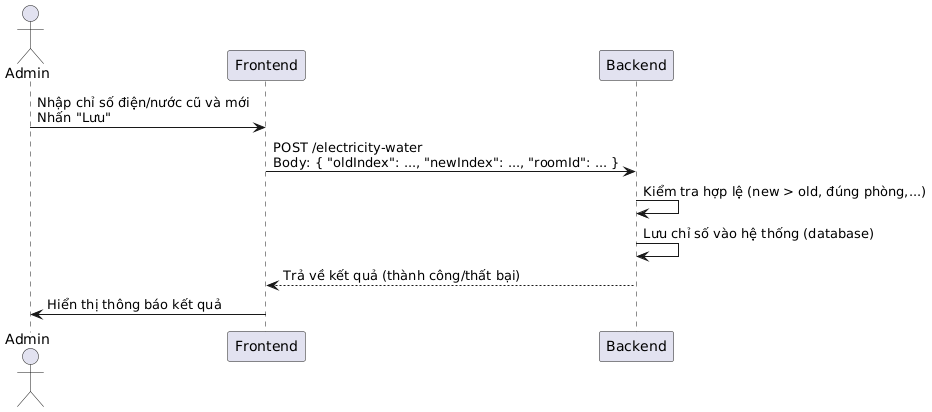 Admin
Frontend
Backend
Nhập chỉ số điện/nước cũ và mới
Nhấn "Lưu"
POST /electricity-water
Body: { "oldIndex": ..., "newIndex": ..., "roomId": ... }
Kiểm tra hợp lệ (new > old, đúng phòng,...)
Lưu chỉ số vào hệ thống (database)
Trả về kết quả (thành công/thất bại)
Hiển thị thông báo kết quả
Admin
Frontend
Backend